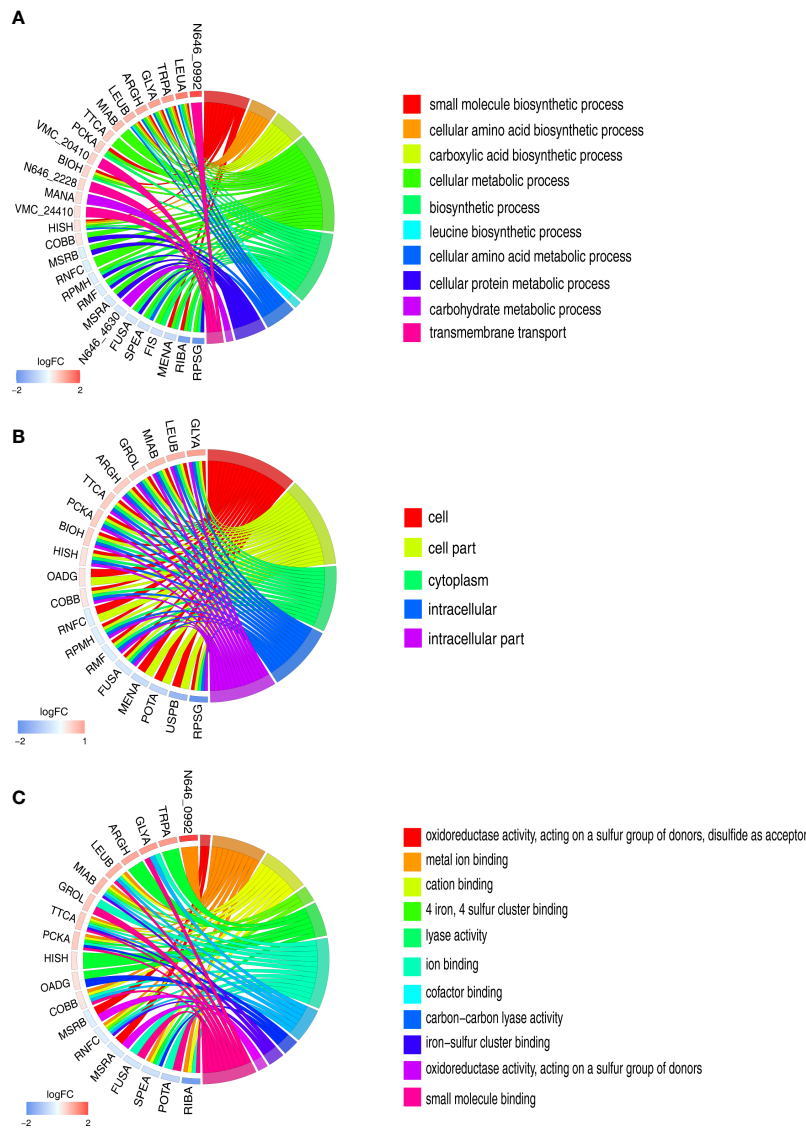 A
N646_0992
LEUA
TRPA
GLYA
ARGH
LEUB
MIAB
TTCA
PCKA
VMC_20410
BIOH
N646_2228
MANA
VMC_24410
HISH
COBB
MSRB
RNFC
RPMH
RMF
MSRA
N646_4630
FUSA
SPEA
FIS
MENA
RIBA
RPSG
logFC
−2
2
small molecule biosynthetic process
cellular amino acid biosynthetic process
carboxylic acid biosynthetic process
cellular metabolic process
biosynthetic process
leucine biosynthetic process
cellular amino acid metabolic process
cellular protein metabolic process
carbohydrate metabolic process
transmembrane transport
B
GLYA
LEUB
MIAB
GROL
ARGH
TTCA
PCKA
BIOH
HISH
OADG
COBB
RNFC
RPMH
RMF
FUSA
MENA
POTA
USPB
RPSG
logFC
−2
1
cell
cell part
cytoplasm
intracellular
intracellular part
C
N646_0992
TRPA
GLYA
ARGH
LEUB
MIAB
GROL
TTCA
PCKA
HISH
OADG
COBB
MSRB
RNFC
MSRA
FUSA
SPEA
POTA
RIBA
logFC
−2
2
oxidoreductase activity, acting on a sulfur group of donors, disulfide as acceptor
metal ion binding
cation binding
4 iron, 4 sulfur cluster binding
lyase activity
ion binding
cofactor binding
carbon−carbon lyase activity
iron−sulfur cluster binding
oxidoreductase activity, acting on a sulfur group of donors
small molecule binding